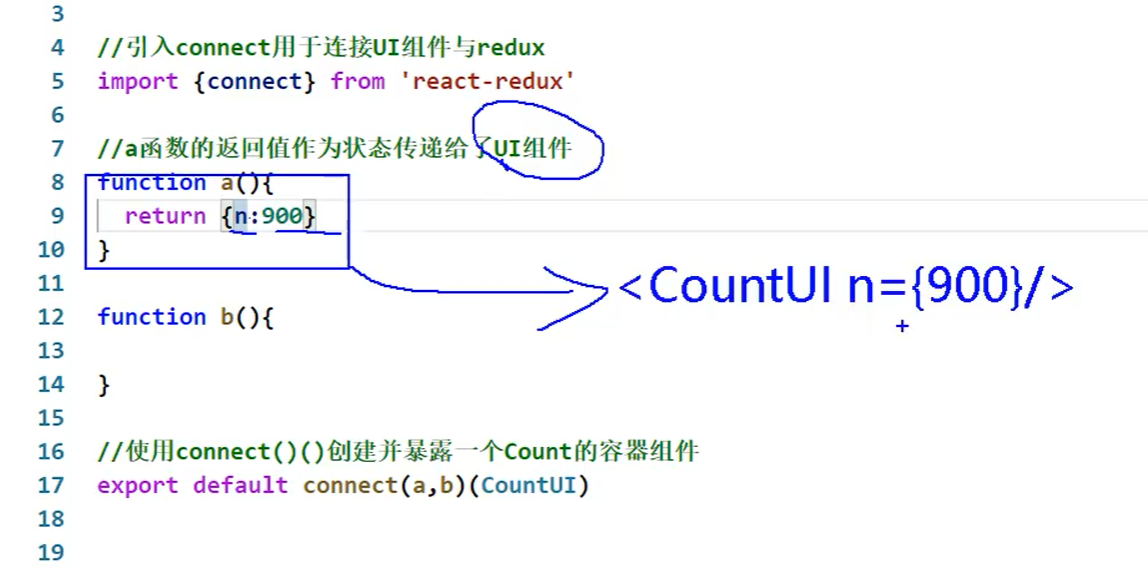 3
4 //引入connect用于连接UI组件与redux
5 import {connect} from 'react-redux'
6
7 //a函数的返回值作为状态传递给了UI组件
8 function a(){
9 return {n:900}
10 }
11
<CountUI n={900}/>
12 function b(){
13
14 }
15
16 //使用connect()()创建并暴露一个Count的容器组件
17 export default connect(a,b)(CountUI)
18
19